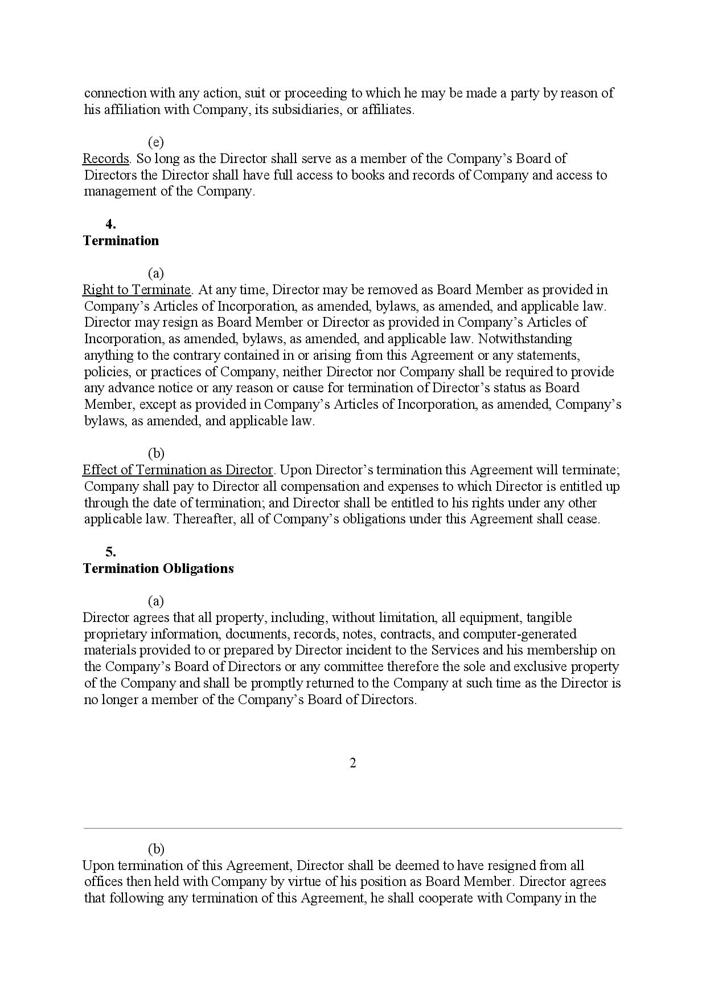 connection with any action, suit or proceeding to which he may be made a party by reason of
his affiliation with Company, its subsidiaries, or affiliates.
(e)
Records. So long as the Director shall serve as a member of the Company’s Board of
Directors the Director shall have full access to books and records of Company and access to
management of the Company.
4.
Termination
(a)
Right to Terminate. At any time, Director may be removed as Board Member as provided in
Company’s Articles of Incorporation, as amended, bylaws, as amended, and applicable law.
Director may resign as Board Member or Director as provided in Company’s Articles of
Incorporation, as amended, bylaws, as amended, and applicable law. Notwithstanding
anything to the contrary contained in or arising from this Agreement or any statements,
policies, or practices of Company, neither Director nor Company shall be required to provide
any advance notice or any reason or cause for termination of Director’s status as Board
Member, except as provided in Company’s Articles of Incorporation, as amended, Company’s
bylaws, as amended, and applicable law.
(b)
Effect of Termination as Director. Upon Director’s termination this Agreement will terminate;
Company shall pay to Director all compensation and expenses to which Director is entitled up
through the date of termination; and Director shall be entitled to his rights under any other
applicable law. Thereafter, all of Company’s obligations under this Agreement shall cease.
5.
Termination Obligations
(a)
Director agrees that all property, including, without limitation, all equipment, tangible
proprietary information, documents, records, notes, contracts, and computer-generated
materials provided to or prepared by Director incident to the Services and his membership on
the Company’s Board of Directors or any committee therefore the sole and exclusive property
of the Company and shall be promptly returned to the Company at such time as the Director is
no longer a member of the Company’s Board of Directors.
2
(b)
Upon termination of this Agreement, Director shall be deemed to have resigned from all
offices then held with Company by virtue of his position as Board Member. Director agrees
that following any termination of this Agreement, he shall cooperate with Company in the